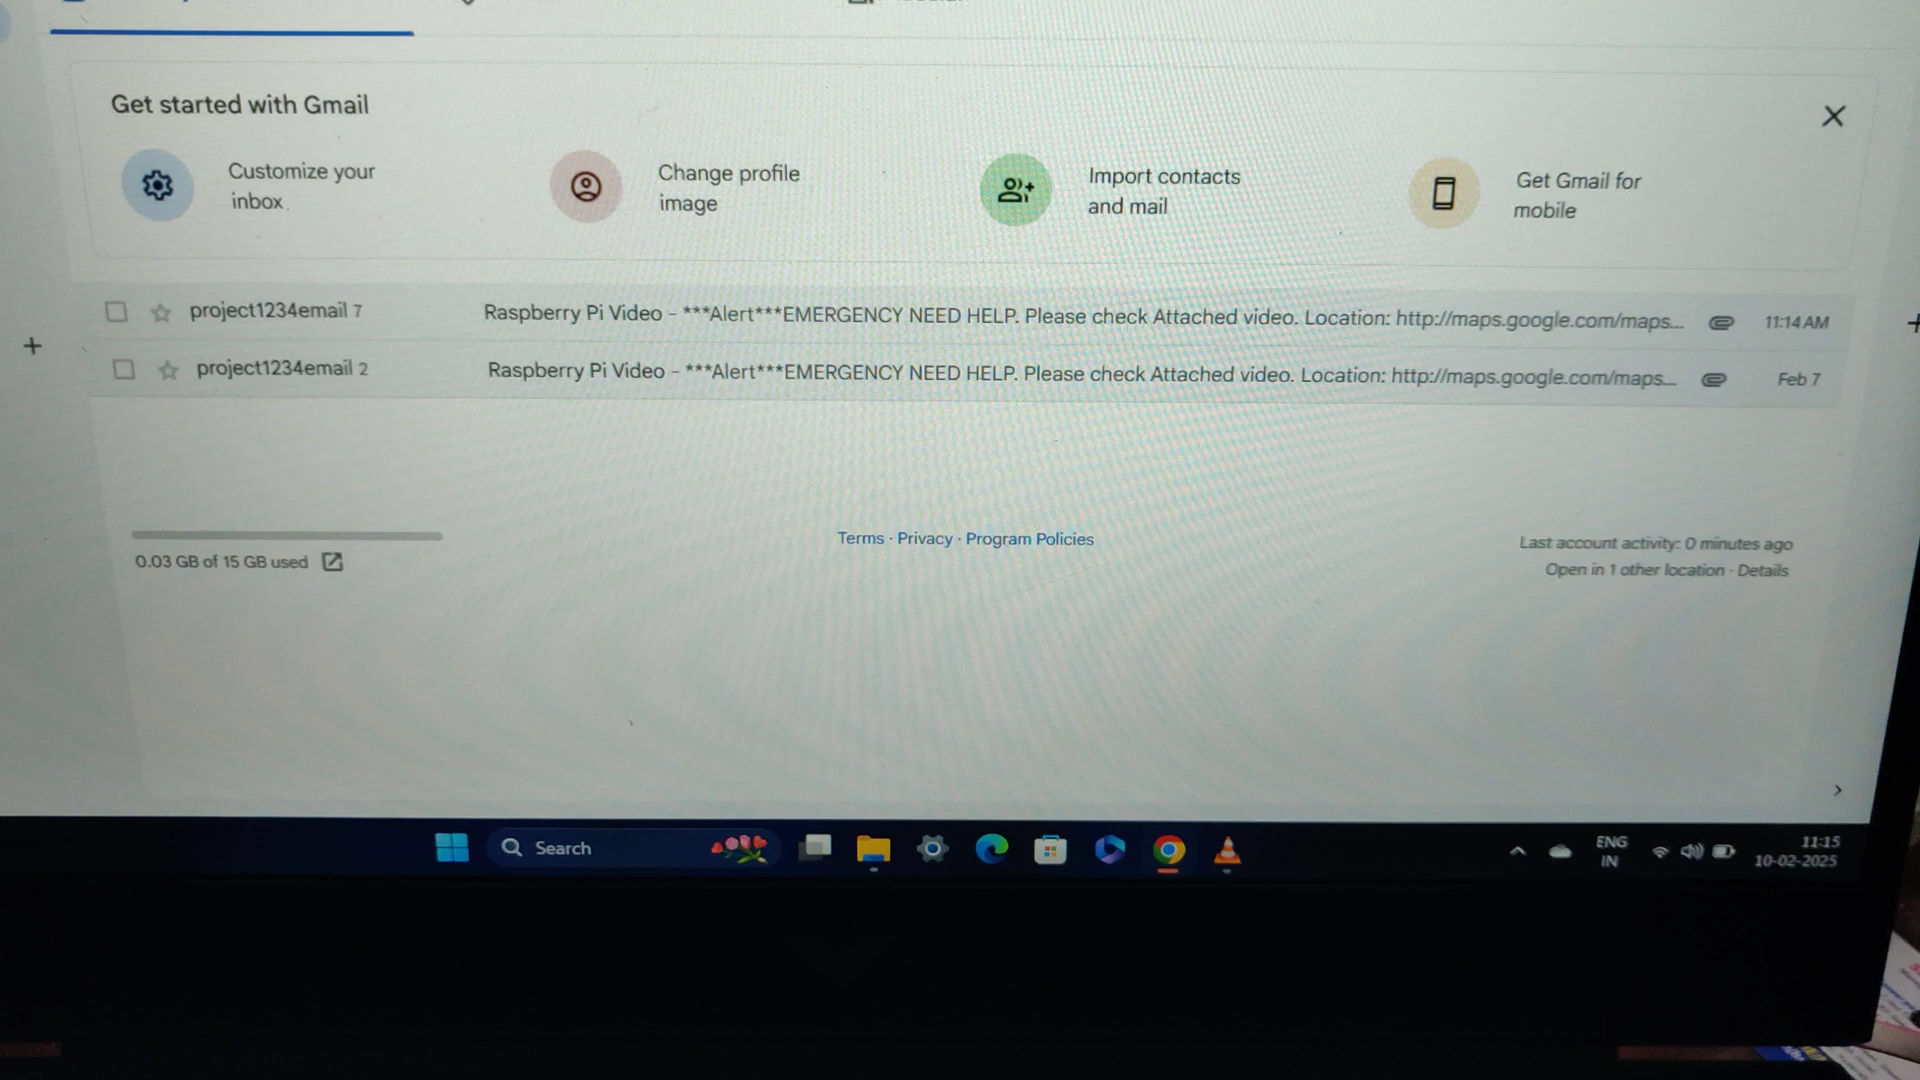 Get started with Gmail
Customize your
inbox
Change profile
image
Import contacts
and mail
Get Gmail for
mobile
project1234email 7 Raspberry Pi Video - ***Alert***EMERGENCY NEED HELP. Please check Attached video. Location: http://maps.google.com/maps... 11:14 AM
project1234email 2 Raspberry Pi Video - ***Alert***EMERGENCY NEED HELP. Please check Attached video. Location: http://maps.google.com/maps... Feb 7
Terms · Privacy · Program Policies
0.03 GB of 15 GB used
Last account activity: 0 minutes ago
Open in 1 other location · Details
Search
ENG
IN
11:15
10-02-2025